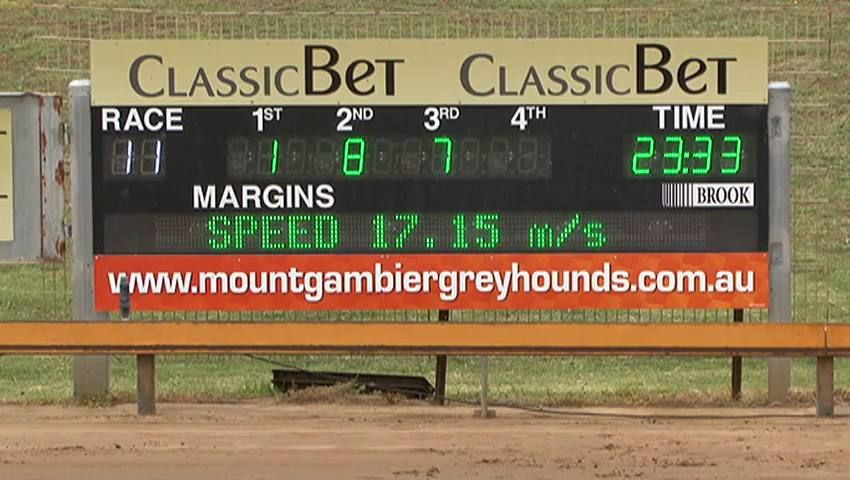 CLASSICBET CLASSICBET
RACE 1ST 2ND 3RD 4TH TIME
11 1 8 7 23:33
MARGINS BROOK
SPEED 17.15 m/s
www.mountgambiergreyhounds.com.au